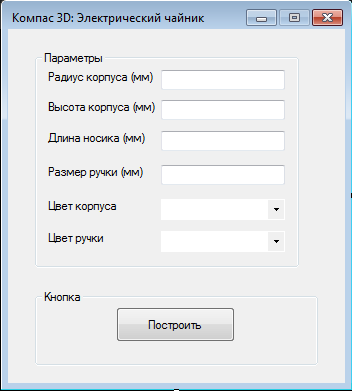 Компас 3D: Электрический чайник
Параметры
Радиус корпуса (мм)
Высота корпуса (мм)
Длина носика (мм)
Размер ручки (мм)
Цвет корпуса
Цвет ручки
Кнопка
Построить